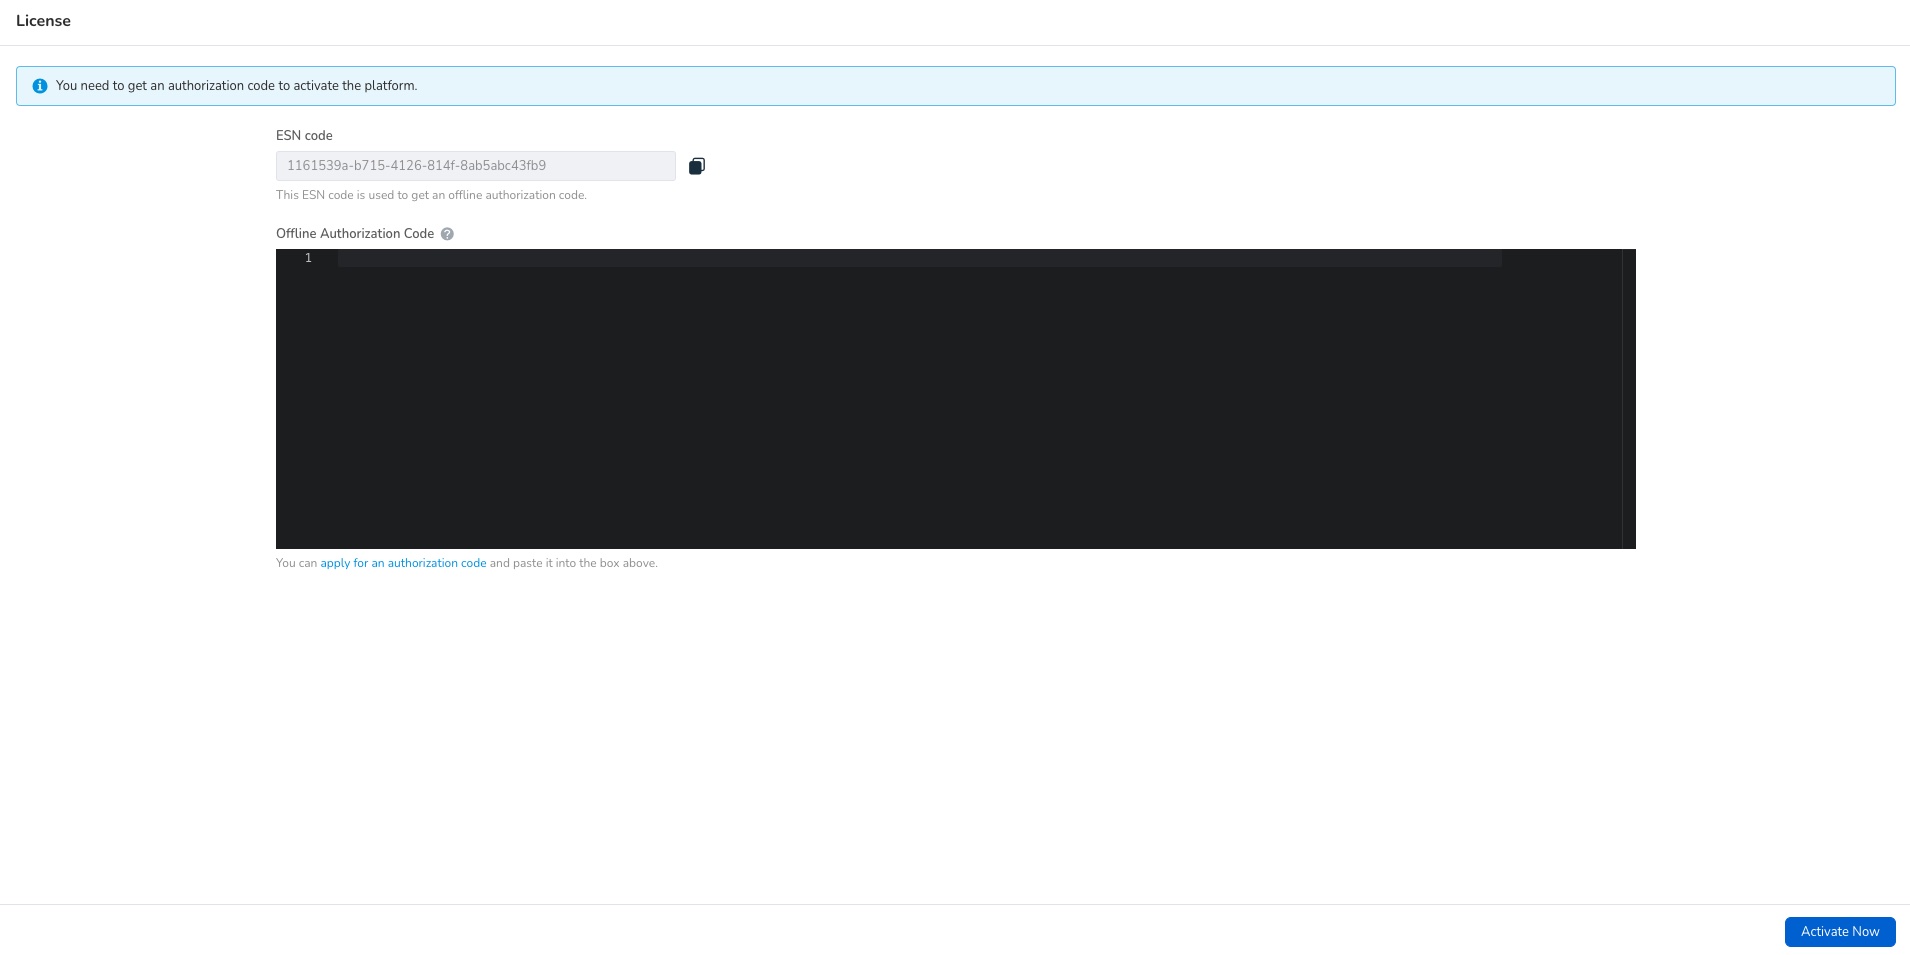 License
You need to get an authorization code to activate the platform.
ESN code
1161539a-b715-4126-814f-8ab5abc43fb9
This ESN code is used to get an offline authorization code.
Offline Authorization Code
1
You can apply for an authorization code and paste it into the box above.
Activate Now